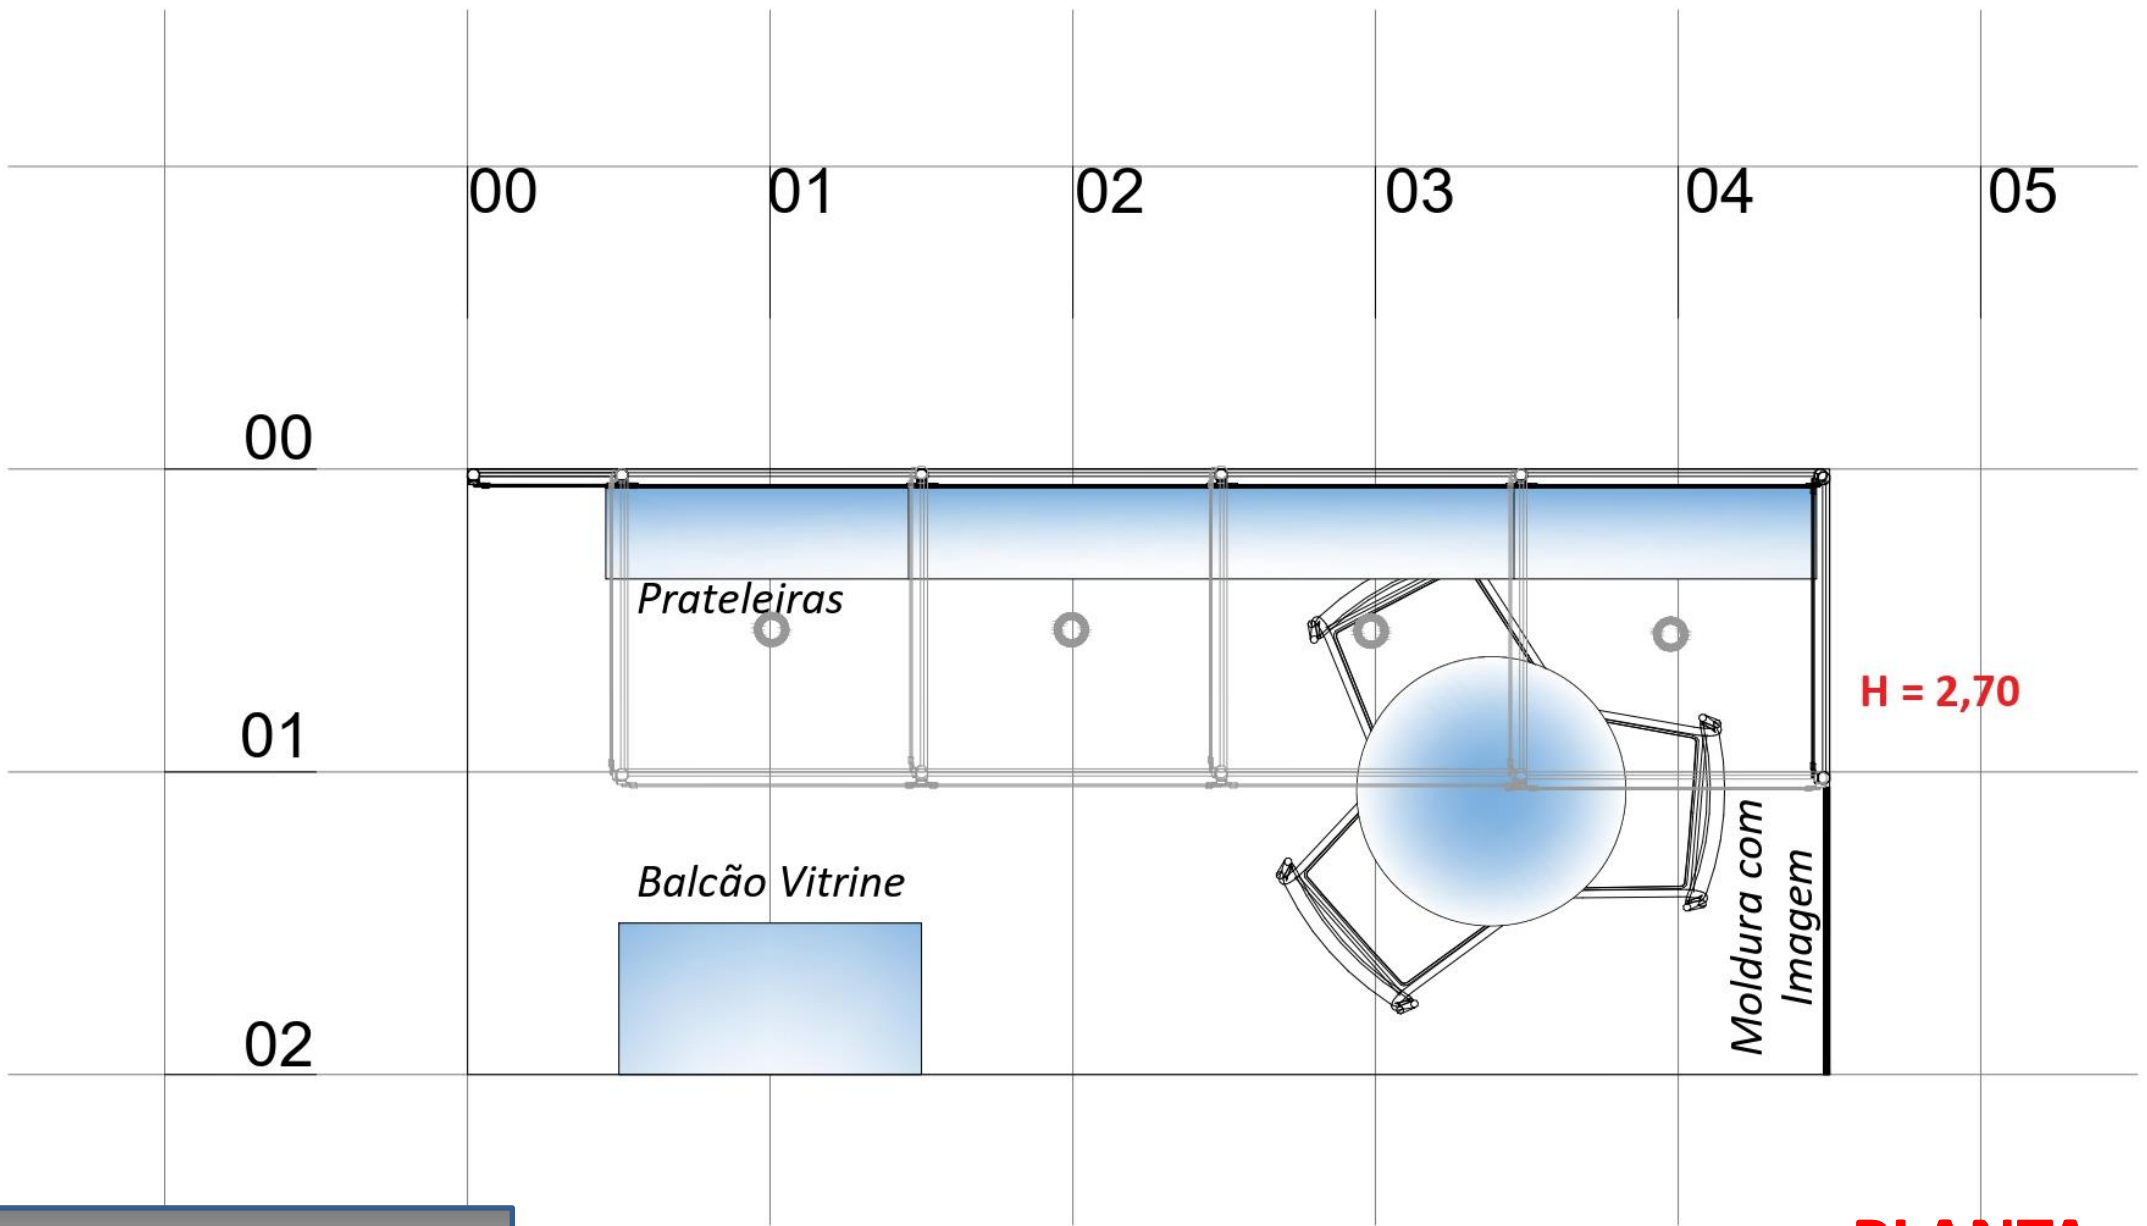 00 01 02 03 04 05
00
Prateleiras
H = 2,70
01
Moldura com
Imagem
Balcão Vitrine
02